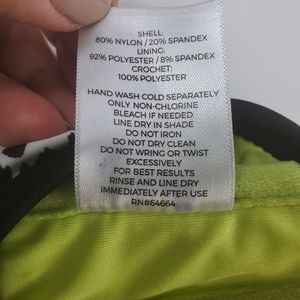 SHELL:
80% NYLON / 20% SPANDEX
LINING:
92% POLYESTER / 8% SPANDEX
CROCHET:
100% POLYESTER
HAND WASH COLD SEPARATELY
ONLY NON-CHLORINE
BLEACH IF NEEDED
LINE DRY IN SHADE
DO NOT IRON
DO NOT DRY CLEAN
DO NOT WRING OR TWIST
EXCESSIVELY
FOR BEST RESULTS
RINSE AND LINE DRY
IMMEDIATELY AFTER USE
RN#64664